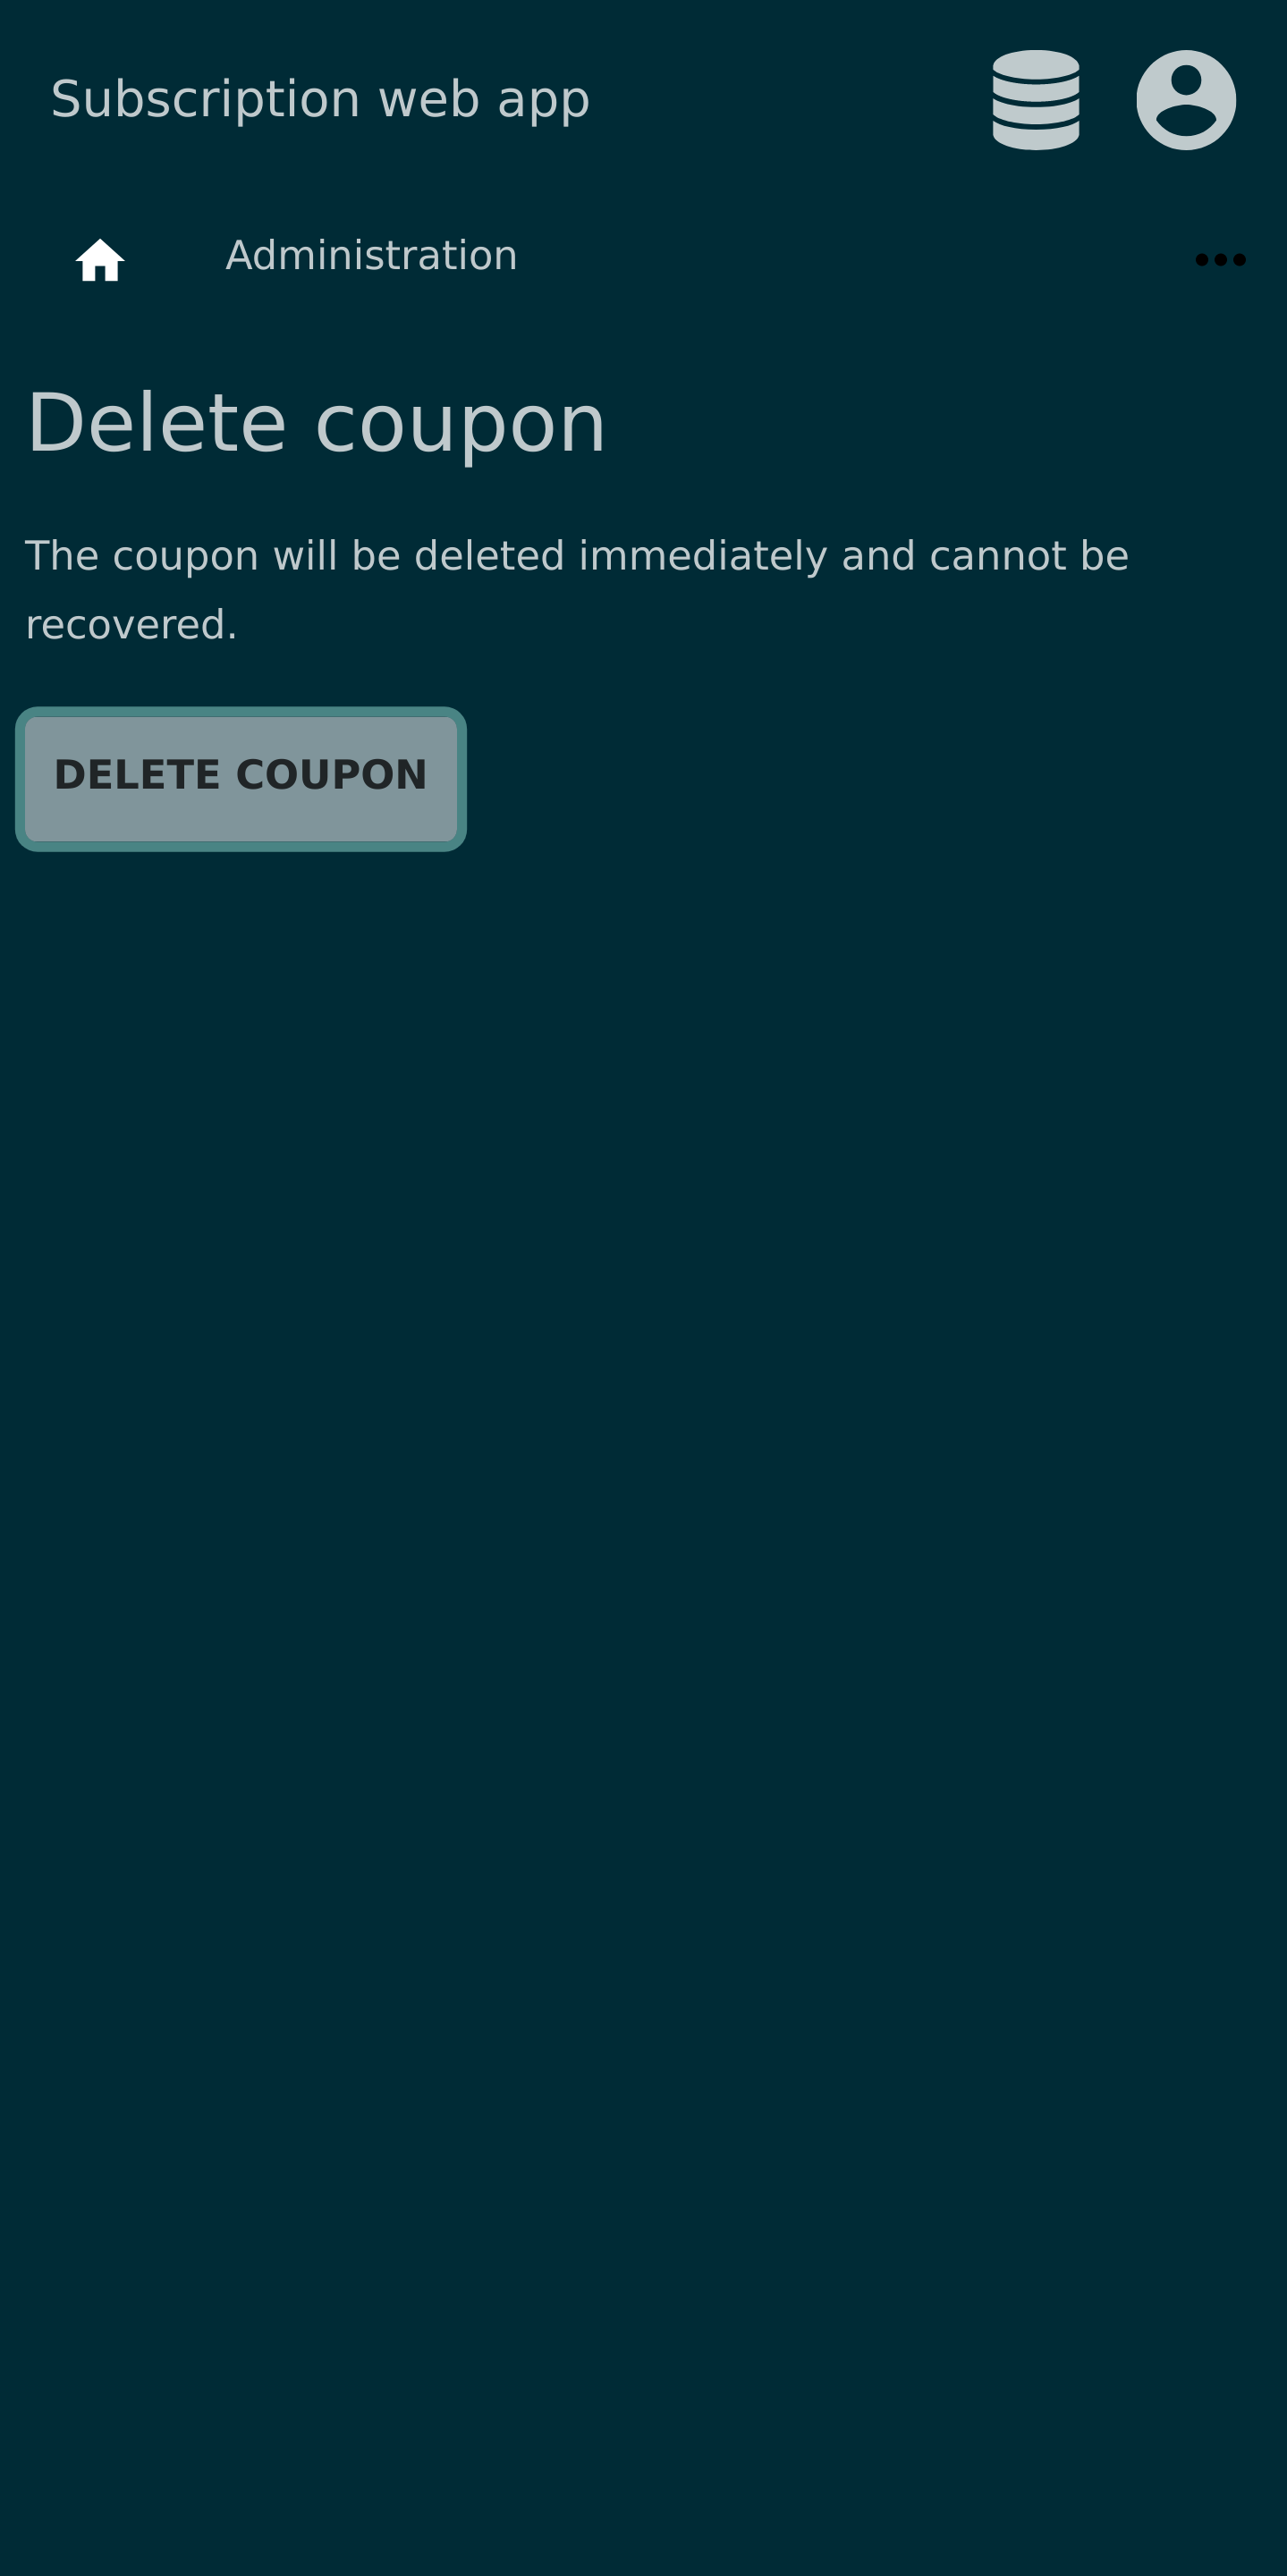 Subscription web app
Administration
Delete coupon
The coupon will be deleted immediately and cannot be
recovered.
DELETE COUPON